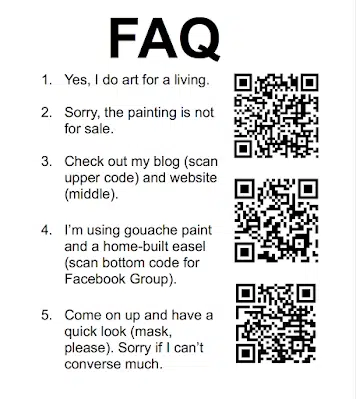 FAQ
1. Yes, I do art for a living.
2. Sorry, the painting is not
for sale.
3. Check out my blog (scan
upper code) and website
(middle).
4. I'm using gouache paint
and a home-built easel
(scan bottom code for
Facebook Group).
5. Come on up and have a
quick look (mask,
please). Sorry if I can't
converse much.